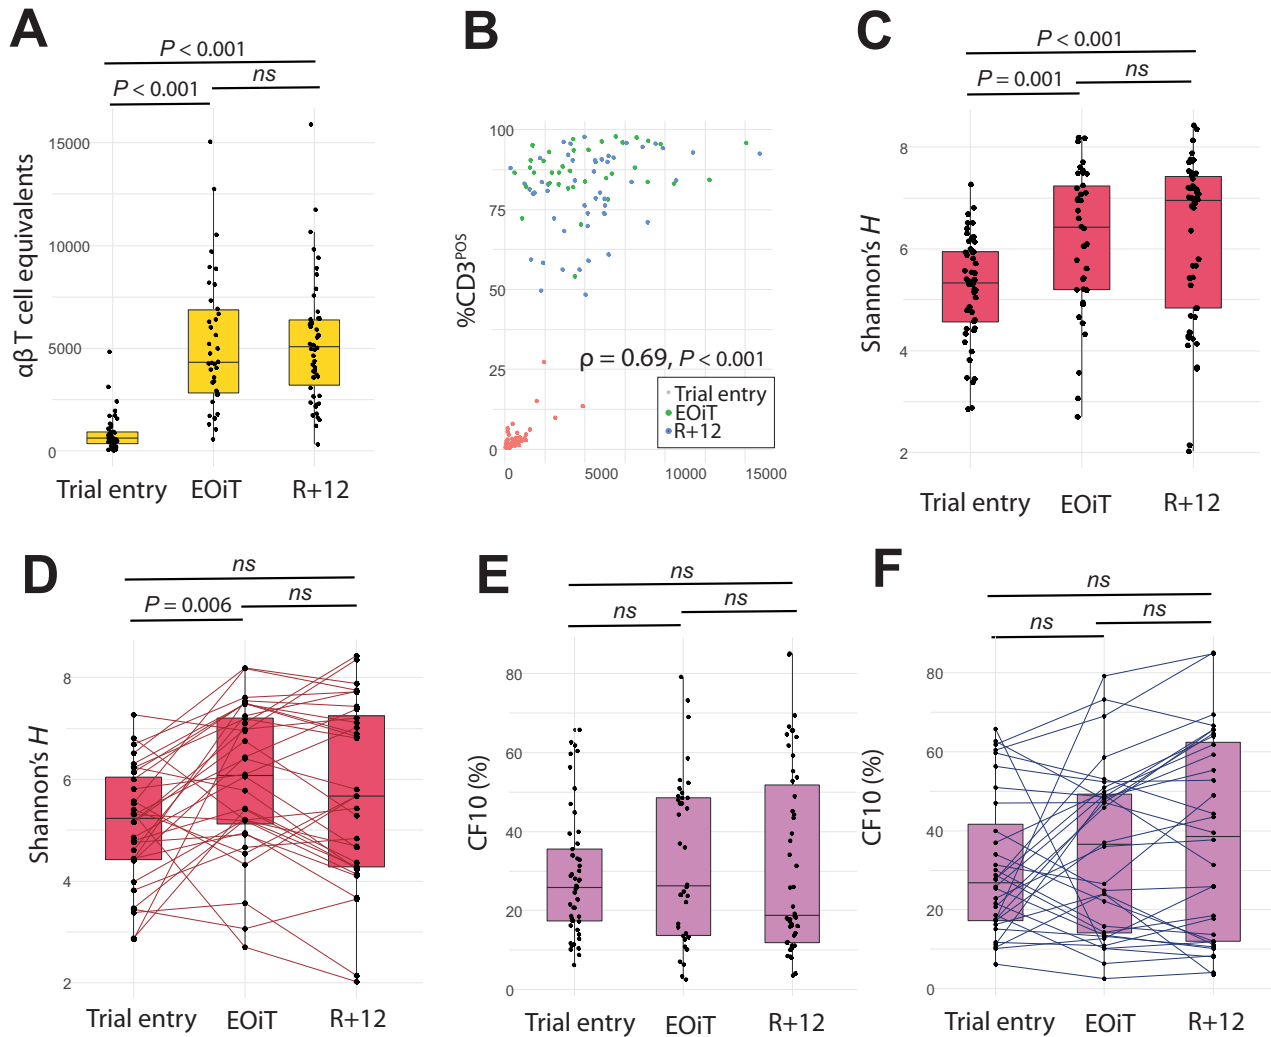 A
P < 0.001
P < 0.001
ns
αβ T cell equivalents
15000
10000
5000
0
Trial entry
EOiT
R+12
B
%CD3POS
100
75
50
25
0
ρ = 0.69, P < 0.001
Trial entry
EOiT
R+12
0
5000
10000
15000
C
P < 0.001
P = 0.001
ns
Shannon's H
8
6
4
2
Trial entry
EOiT
R+12
D
ns
P = 0.006
ns
Shannon's H
8
6
4
2
Trial entry
EOiT
R+12
E
ns
ns
ns
CF10 (%)
80
60
40
20
0
Trial entry
EOiT
R+12
F
ns
ns
ns
CF10 (%)
80
60
40
20
0
Trial entry
EOiT
R+12